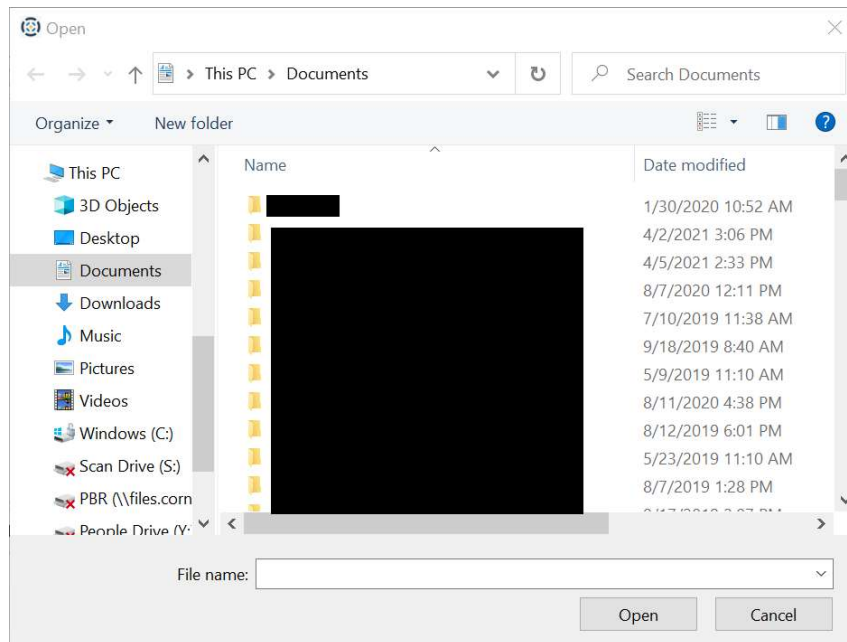 Open
This PC > Documents
Search Documents
Organize
New folder
Name
Date modified
This PC
3D Objects
Desktop
Documents
Downloads
Music
Pictures
Videos
Windows (C:)
Scan Drive (S:)
PBR (\\files.corn
People Drive (Y:
1/30/2020 10:52 AM
4/2/2021 3:06 PM
4/5/2021 2:33 PM
8/7/2020 12:11 PM
7/10/2019 11:38 AM
9/18/2019 8:40 AM
5/9/2019 11:10 AM
8/11/2020 4:38 PM
8/12/2019 6:01 PM
5/23/2019 11:10 AM
8/7/2019 1:28 PM
File name:
Open
Cancel